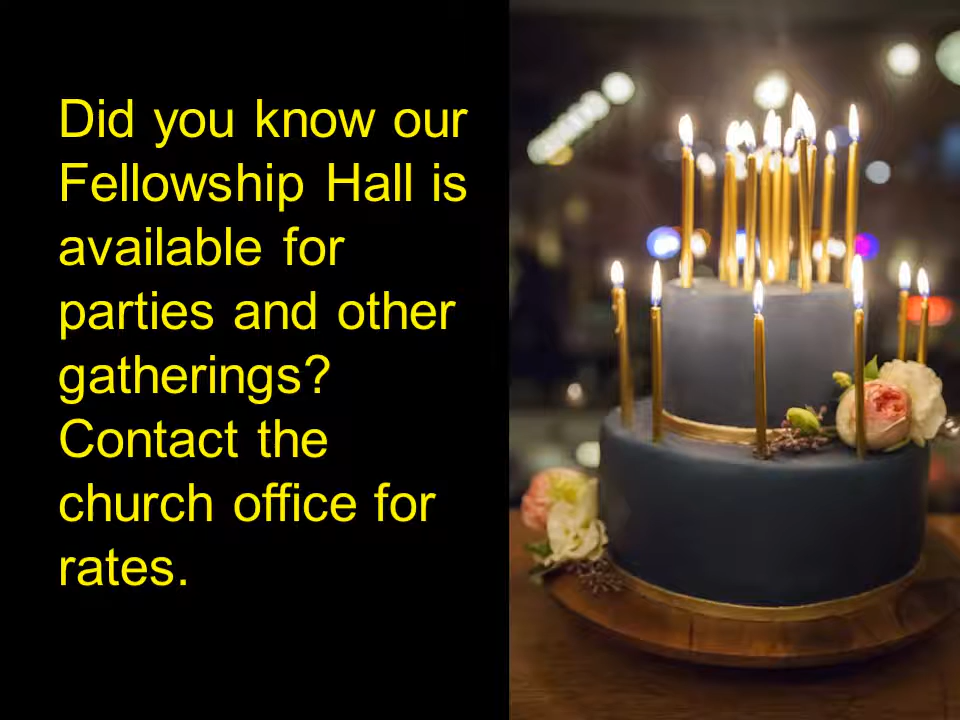 Did you know our
Fellowship Hall is
available for
parties and other
gatherings?
Contact the
church office for
rates.